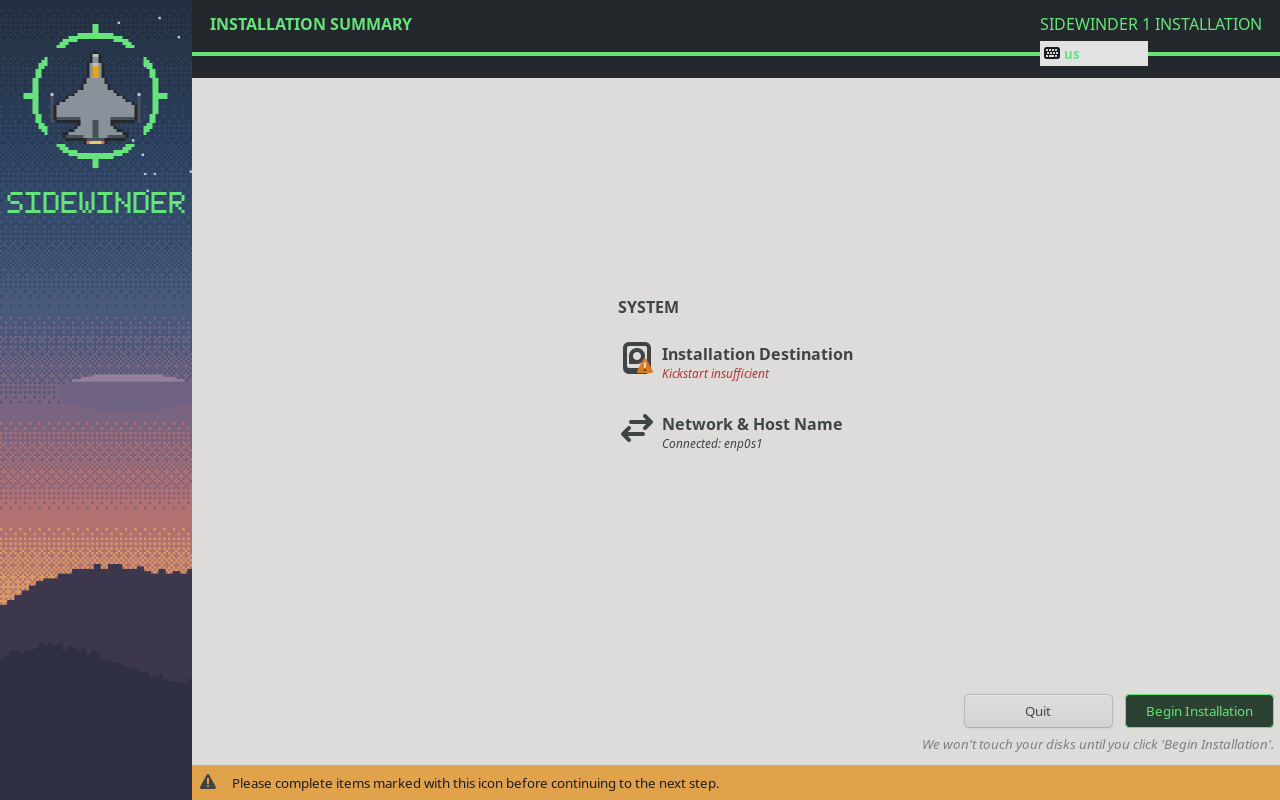 SIDEWINDER
INSTALLATION SUMMARY
SIDEWINDER 1 INSTALLATION
us
SYSTEM
Installation Destination
Kickstart insufficient
Network & Host Name
Connected: enp0s1
Quit
Begin Installation
We won't touch your disks until you click 'Begin Installation'.
Please complete items marked with this icon before continuing to the next step.